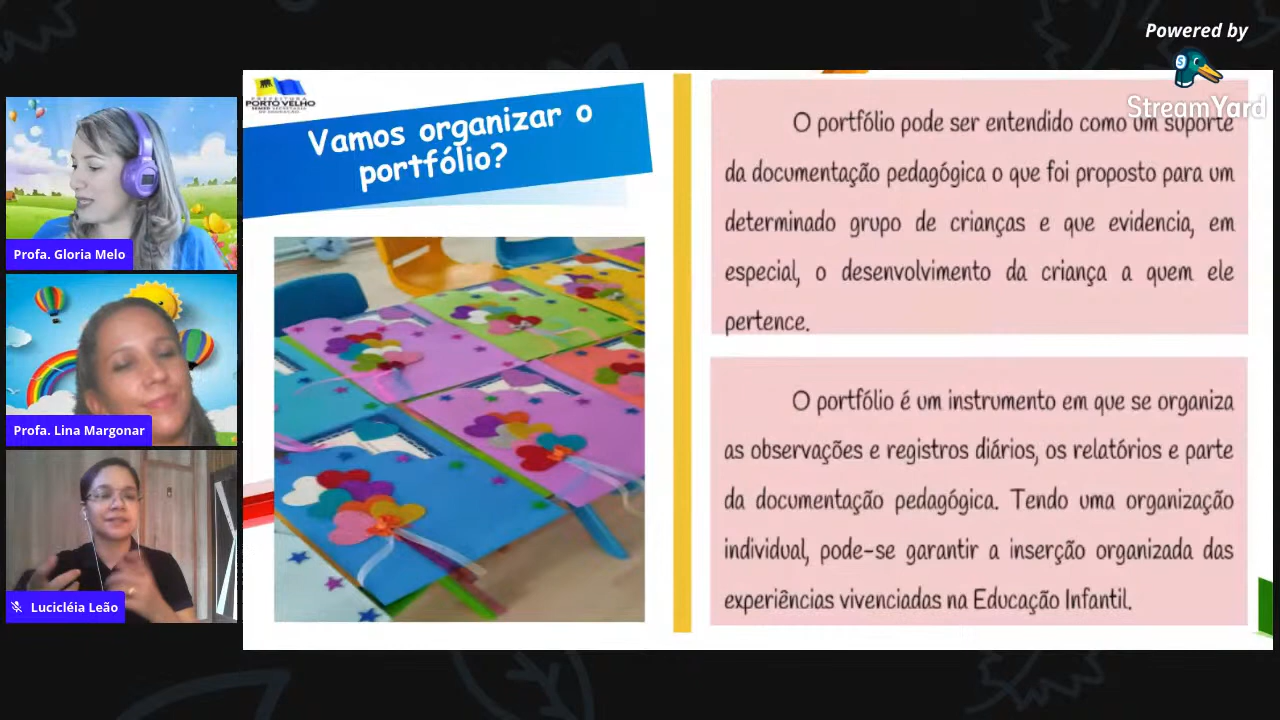 Powered by
StreamYard
PREFEITURA
PORTO VELHO
Vamos organizar o
portfólio?
O portfólio pode ser entendido como um suporte
da documentação pedagógica o que foi proposto para um
determinado grupo de crianças e que evidencia, em
especial, o desenvolvimento da criança a quem ele
pertence.
O portfólio é um instrumento em que se organiza
as observações e registros diários, os relatórios e parte
da documentação pedagógica. Tendo uma organização
individual, pode-se garantir a inserção organizada das
experiências vivenciadas na Educação Infantil.
Profa. Gloria Melo
Profa. Lina Margonar
Lucicléia Leão